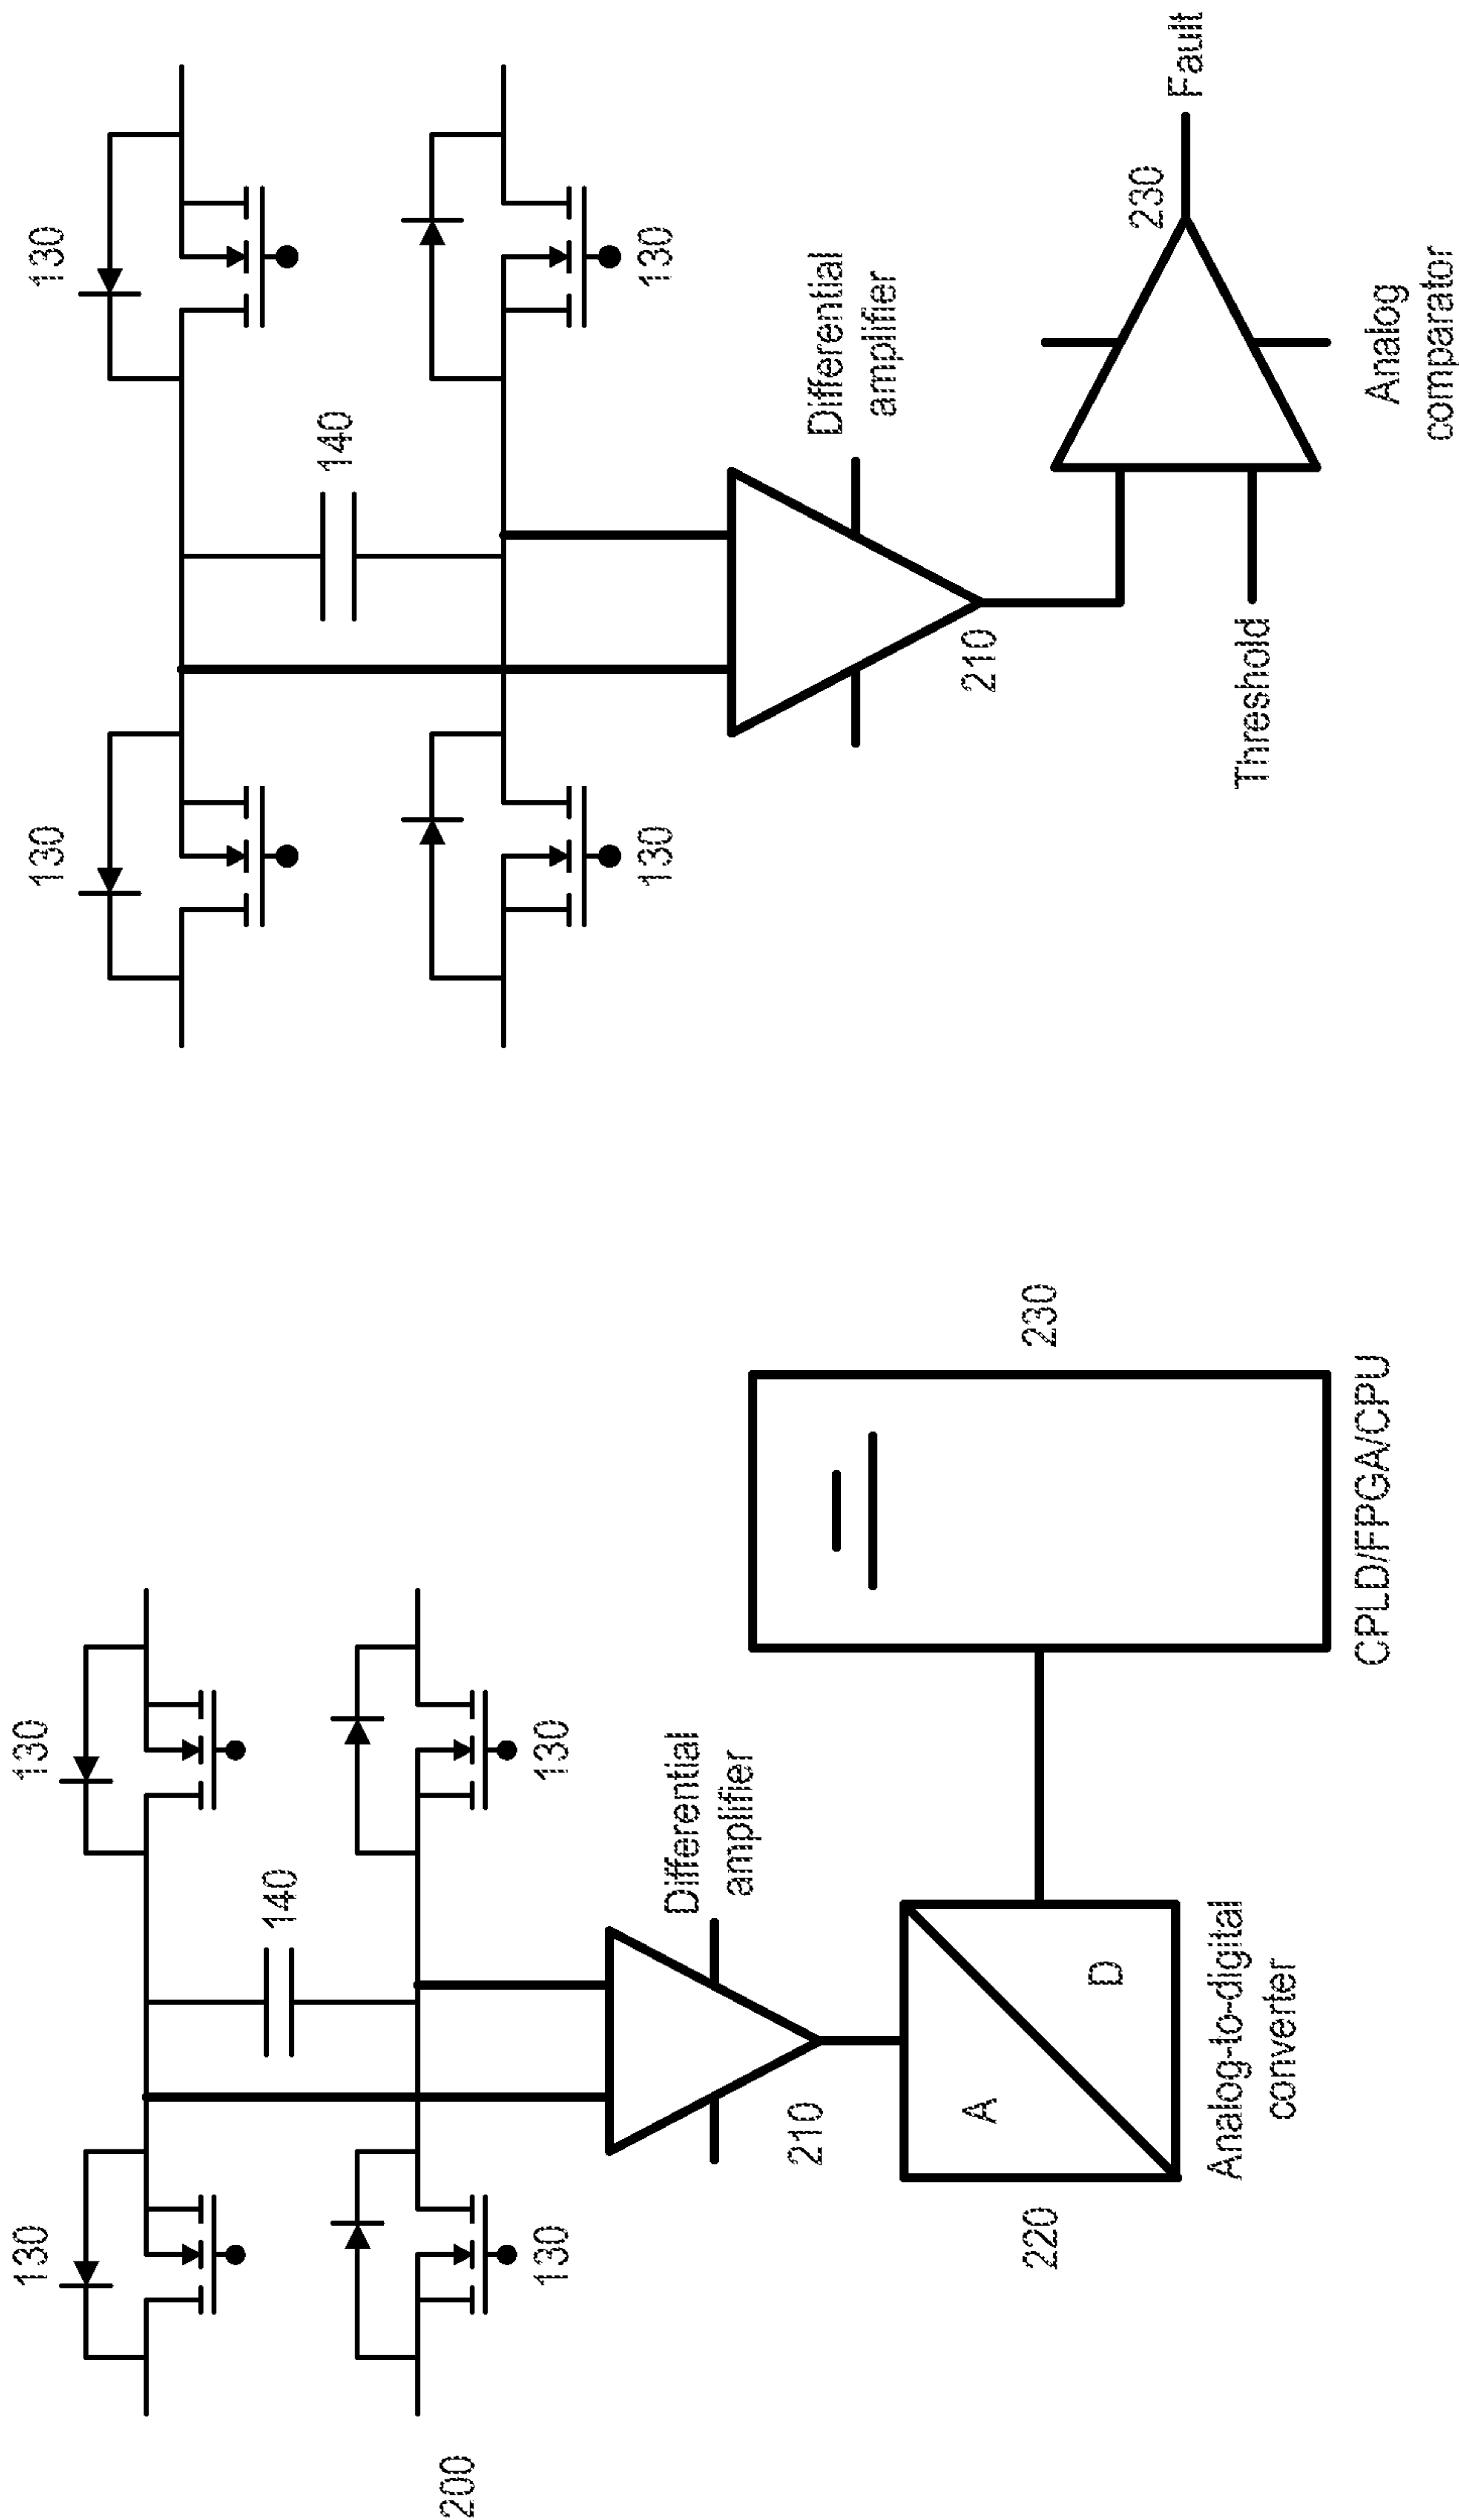 130
130
140
130
130
Differential
amplifier
210
A
D
220
Analog-to-digital
converter
230
CPLD/FPGA/CPU
200
130
130
140
130
130
Differential
amplifier
210
230
Fault
Threshold
Analog
comparator